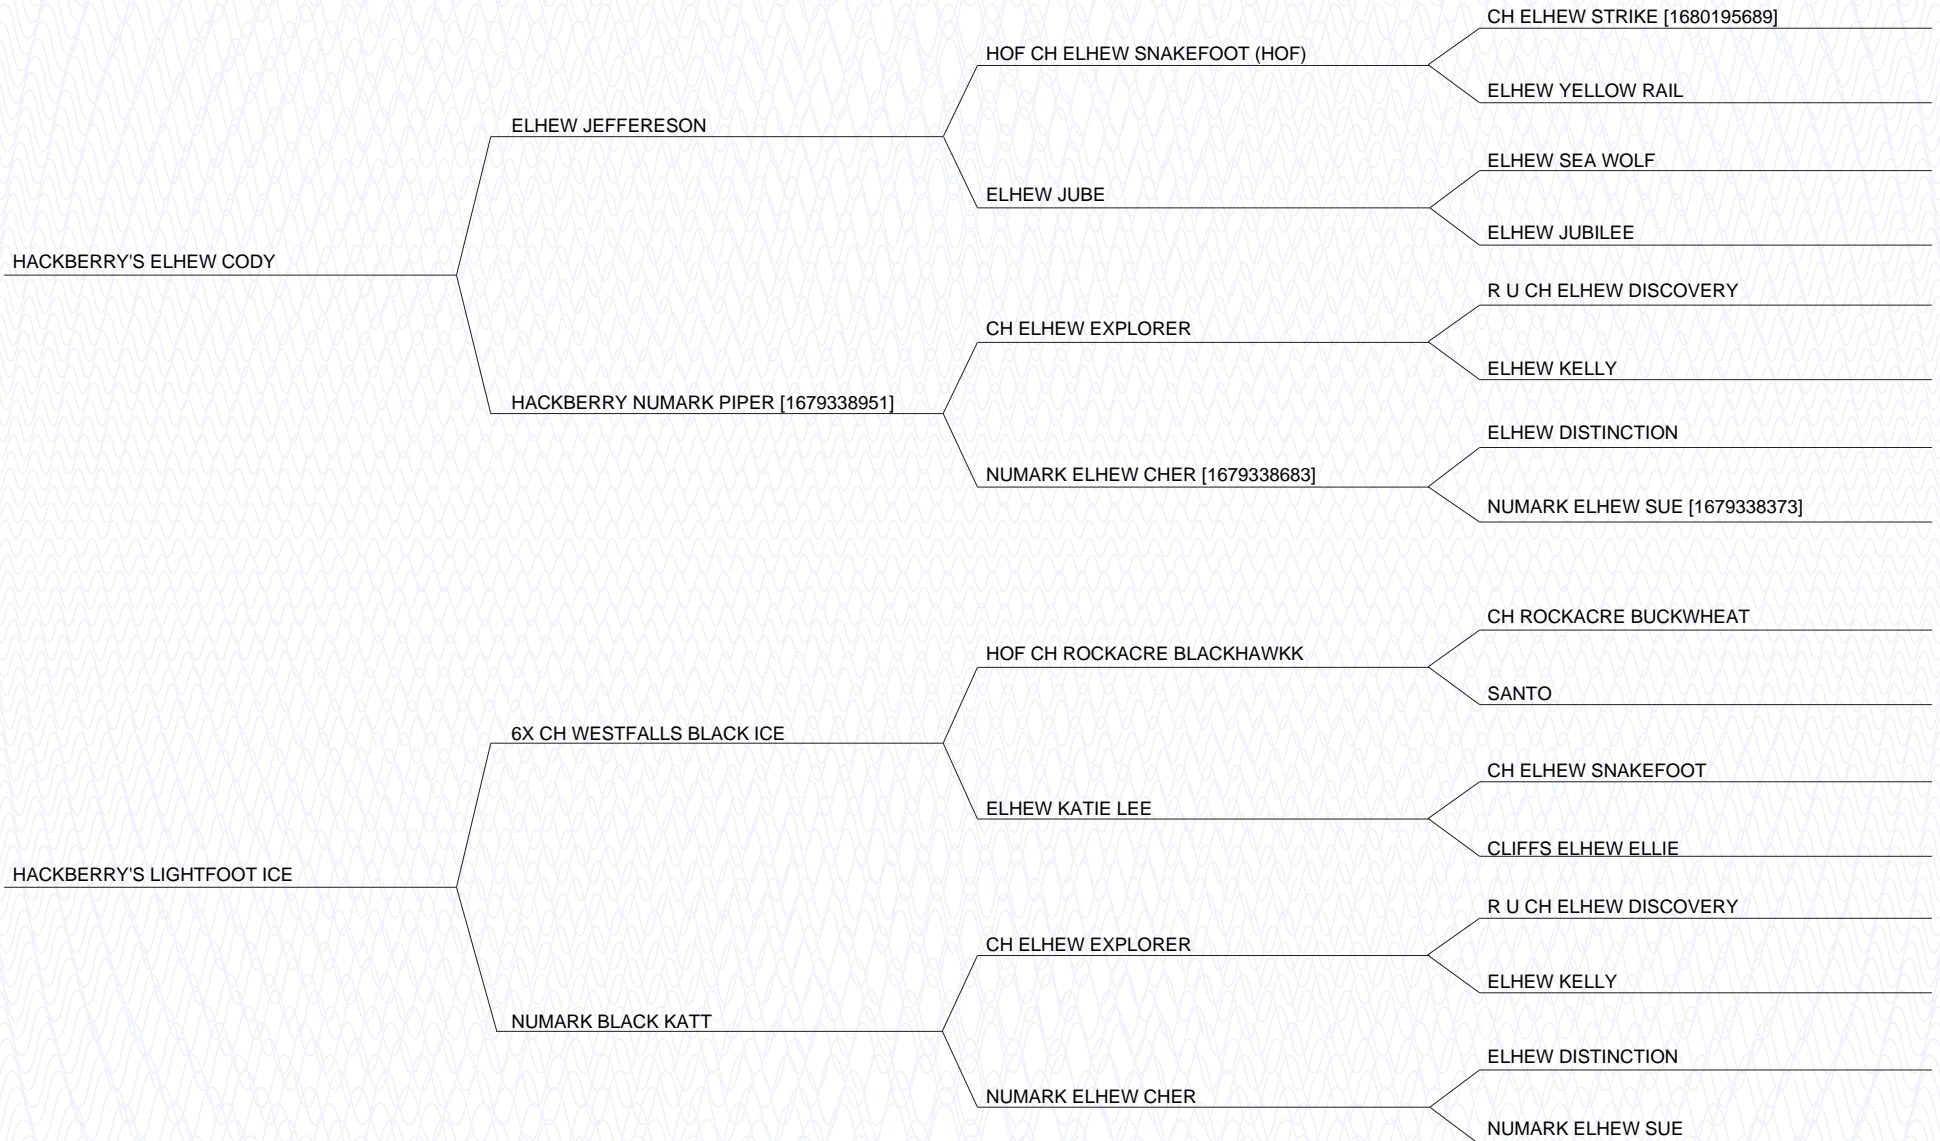 CH ELHEW STRIKE [1680195689]
HOF CH ELHEW SNAKEFOOT (HOF)
ELHEW YELLOW RAIL
ELHEW JEFFERESON
ELHEW SEA WOLF
ELHEW JUBE
ELHEW JUBILEE
HACKBERRY'S ELHEW CODY
R U CH ELHEW DISCOVERY
CH ELHEW EXPLORER
ELHEW KELLY
HACKBERRY NUMARK PIPER [1679338951]
ELHEW DISTINCTION
NUMARK ELHEW CHER [1679338683]
NUMARK ELHEW SUE [1679338373]
CH ROCKACRE BUCKWHEAT
HOF CH ROCKACRE BLACKHAWKK
SANTO
6X CH WESTFALLS BLACK ICE
CH ELHEW SNAKEFOOT
ELHEW KATIE LEE
CLIFFS ELHEW ELLIE
HACKBERRY'S LIGHTFOOT ICE
R U CH ELHEW DISCOVERY
CH ELHEW EXPLORER
ELHEW KELLY
NUMARK BLACK KATT
ELHEW DISTINCTION
NUMARK ELHEW CHER
NUMARK ELHEW SUE